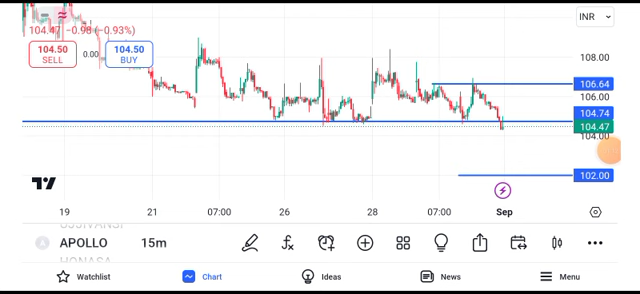 INR
104.47 −0.98 (−0.93%)
104.50
SELL
0.00
104.50
BUY
108.00
106.64
106.00
104.74
104.47
104.00
102.00
19
21
07:00
26
28
07:00
Sep
UJJIVANSF
APOLLO
15m
HONASA
Watchlist
Chart
Ideas
News
Menu